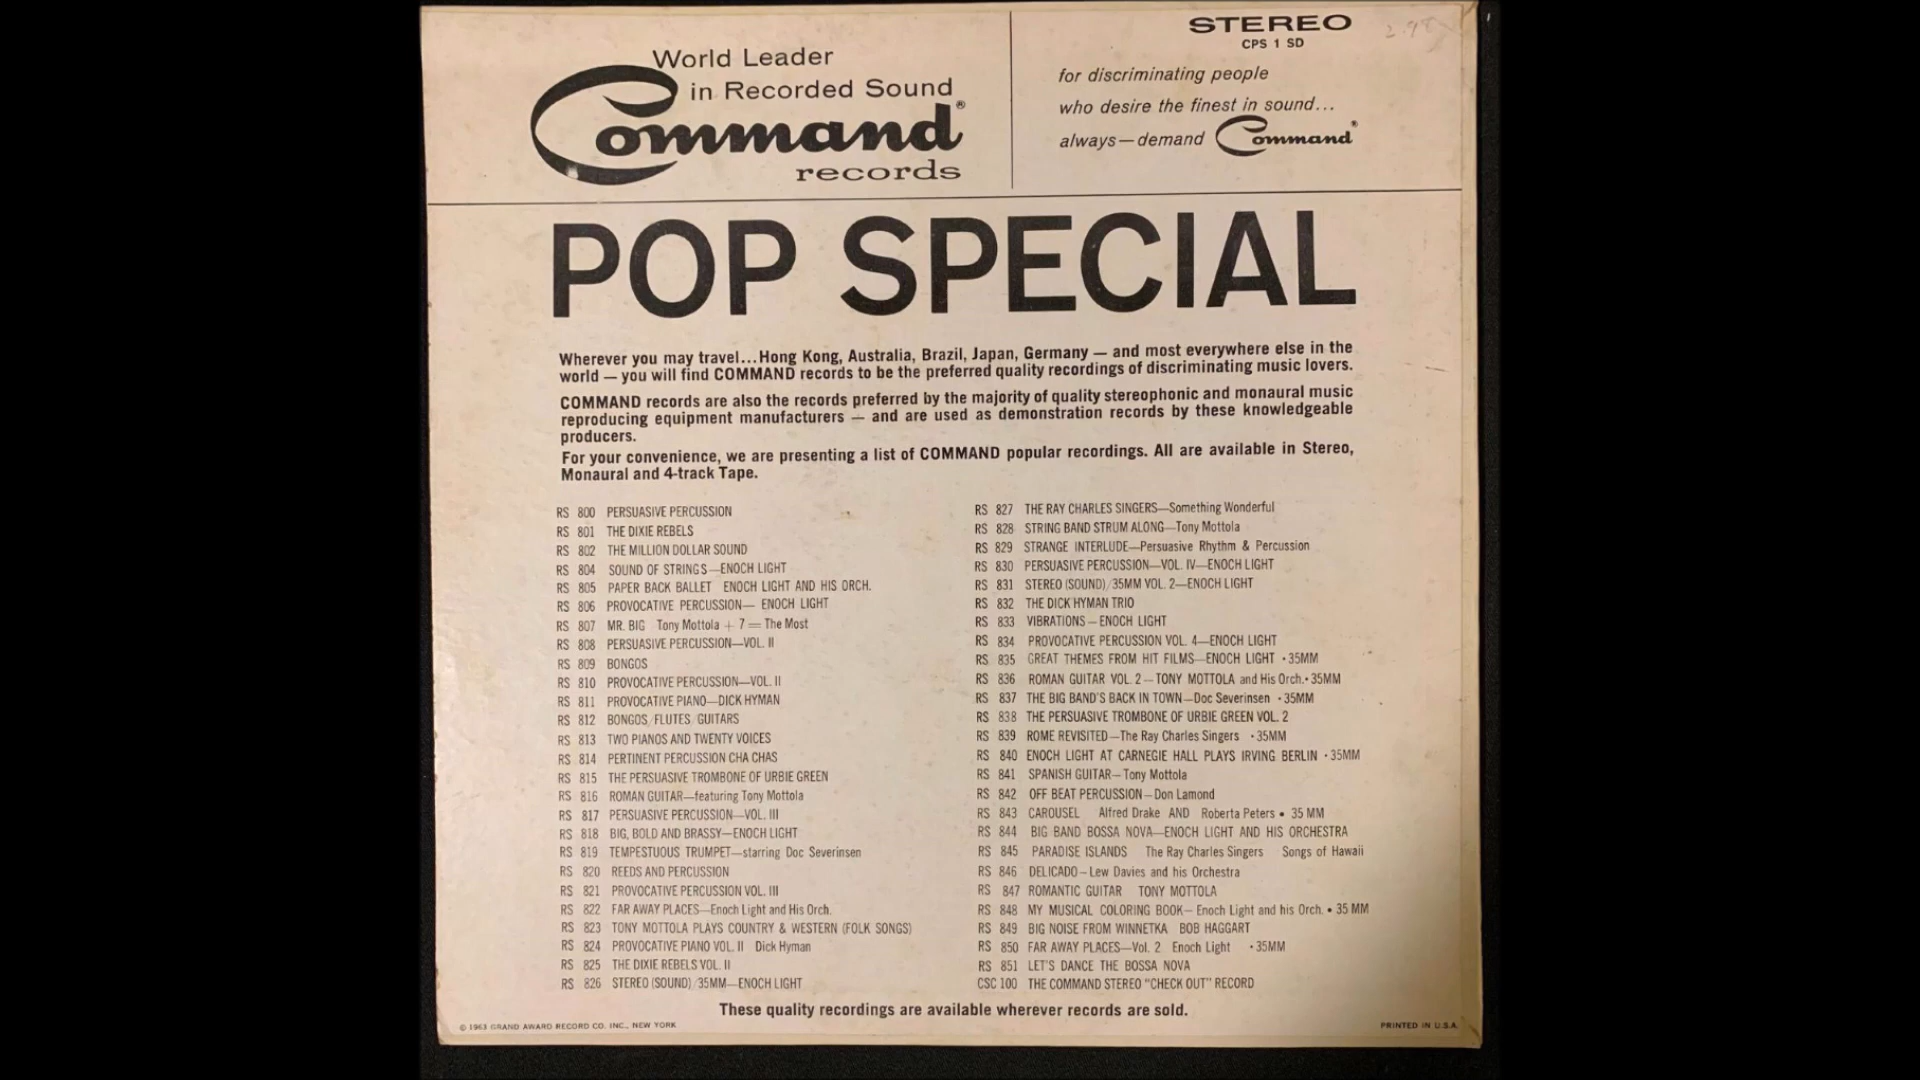 World Leader
in Recorded Sound
Command®
records
STEREO
CPS 1 SD
for discriminating people
who desire the finest in sound...
always—demand Command®
POP SPECIAL
Wherever you may travel...Hong Kong, Australia, Brazil, Japan, Germany — and most everywhere else in the
world — you will find COMMAND records to be the preferred quality recordings of discriminating music lovers.
COMMAND records are also the records preferred by the majority of quality stereophonic and monaural music
reproducing equipment manufacturers — and are used as demonstration records by these knowledgeable
producers.
For your convenience, we are presenting a list of COMMAND popular recordings. All are available in Stereo,
Monaural and 4-track Tape.
RS 800 PERSUASIVE PERCUSSION
RS 801 THE DIXIE REBELS
RS 802 THE MILLION DOLLAR SOUND
RS 804 SOUND OF STRINGS—ENOCH LIGHT
RS 805 PAPER BACK BALLET ENOCH LIGHT AND HIS ORCH.
RS 806 PROVOCATIVE PERCUSSION— ENOCH LIGHT
RS 807 MR. BIG Tony Mottola + 7 = The Most
RS 808 PERSUASIVE PERCUSSION—VOL. II
RS 809 BONGOS
RS 810 PROVOCATIVE PERCUSSION—VOL. II
RS 811 PROVOCATIVE PIANO—DICK HYMAN
RS 812 BONGOS/FLUTES/GUITARS
RS 813 TWO PIANOS AND TWENTY VOICES
RS 814 PERTINENT PERCUSSION CHA CHAS
RS 815 THE PERSUASIVE TROMBONE OF URBIE GREEN
RS 816 ROMAN GUITAR—featuring Tony Mottola
RS 817 PERSUASIVE PERCUSSION—VOL. III
RS 818 BIG, BOLD AND BRASSY—ENOCH LIGHT
RS 819 TEMPESTUOUS TRUMPET—starring Doc Severinsen
RS 820 REEDS AND PERCUSSION
RS 821 PROVOCATIVE PERCUSSION VOL. III
RS 822 FAR AWAY PLACES—Enoch Light and His Orch.
RS 823 TONY MOTTOLA PLAYS COUNTRY & WESTERN (FOLK SONGS)
RS 824 PROVOCATIVE PIANO VOL. II Dick Hyman
RS 825 THE DIXIE REBELS VOL. II
RS 826 STEREO (SOUND)/35MM—ENOCH LIGHT
RS 827 THE RAY CHARLES SINGERS—Something Wonderful
RS 828 STRING BAND STRUM ALONG—Tony Mottola
RS 829 STRANGE INTERLUDE—Persuasive Rhythm & Percussion
RS 830 PERSUASIVE PERCUSSION—VOL. IV—ENOCH LIGHT
RS 831 STEREO (SOUND)/35MM VOL. 2—ENOCH LIGHT
RS 832 THE DICK HYMAN TRIO
RS 833 VIBRATIONS – ENOCH LIGHT
RS 834 PROVOCATIVE PERCUSSION VOL. 4—ENOCH LIGHT
RS 835 GREAT THEMES FROM HIT FILMS—ENOCH LIGHT • 35MM
RS 836 ROMAN GUITAR VOL. 2 – TONY MOTTOLA and His Orch. • 35MM
RS 837 THE BIG BAND'S BACK IN TOWN – Doc Severinsen • 35MM
RS 838 THE PERSUASIVE TROMBONE OF URBIE GREEN VOL. 2
RS 839 ROME REVISITED – The Ray Charles Singers • 35MM
RS 840 ENOCH LIGHT AT CARNEGIE HALL PLAYS IRVING BERLIN • 35MM
RS 841 SPANISH GUITAR – Tony Mottola
RS 842 OFF BEAT PERCUSSION – Don Lamond
RS 843 CAROUSEL Alfred Drake AND Roberta Peters • 35 MM
RS 844 BIG BAND BOSSA NOVA—ENOCH LIGHT AND HIS ORCHESTRA
RS 845 PARADISE ISLANDS The Ray Charles Singers Songs of Hawaii
RS 846 DELICADO – Lew Davies and his Orchestra
RS 847 ROMANTIC GUITAR TONY MOTTOLA
RS 848 MY MUSICAL COLORING BOOK – Enoch Light and his Orch. • 35 MM
RS 849 BIG NOISE FROM WINNETKA BOB HAGGART
RS 850 FAR AWAY PLACES—Vol. 2 Enoch Light • 35MM
RS 851 LET'S DANCE THE BOSSA NOVA
CSC 100 THE COMMAND STEREO "CHECK OUT" RECORD
These quality recordings are available wherever records are sold.
© 1963 GRAND AWARD RECORD CO. INC., NEW YORK
PRINTED IN U.S.A.